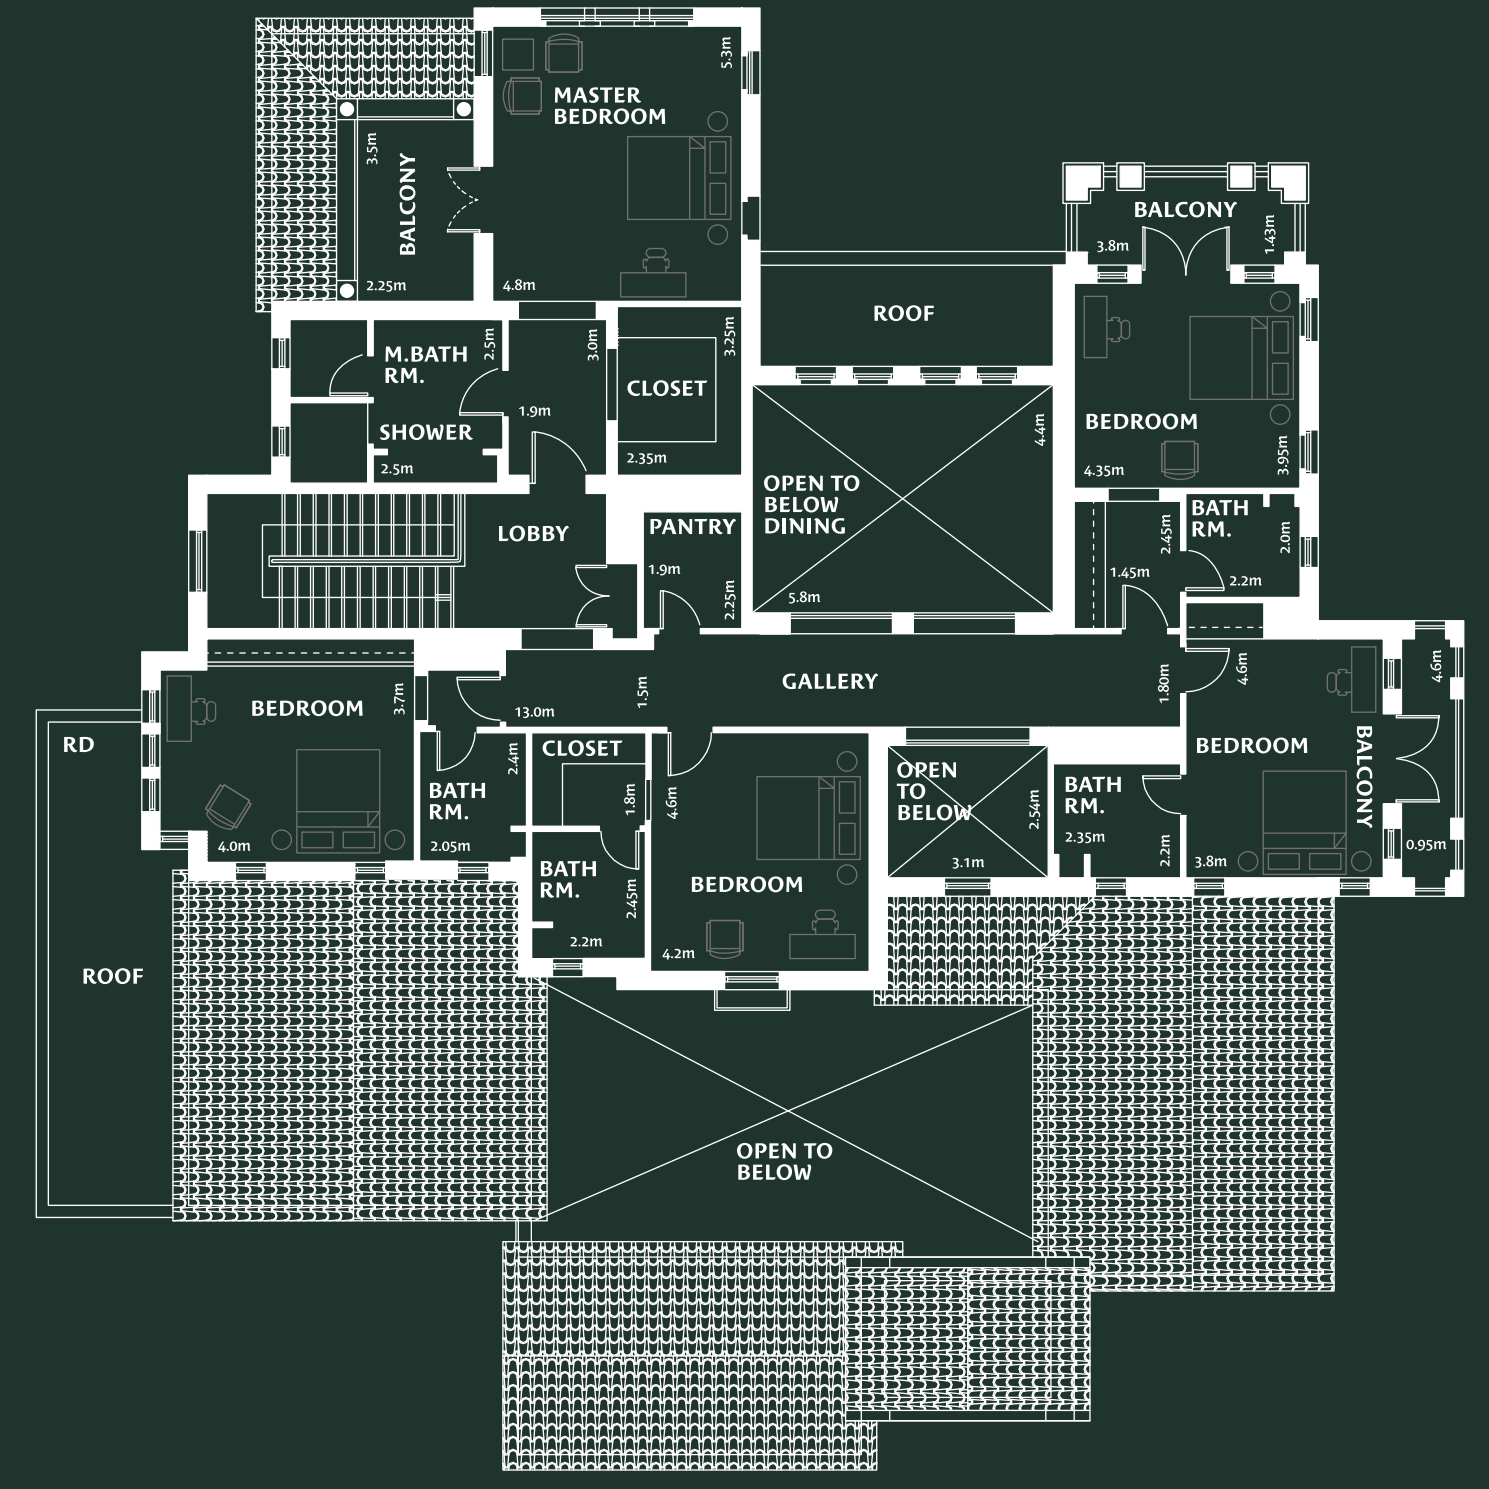 5.3m
MASTER
BEDROOM
3.5m
BALCONY
2.25m
4.8m
BALCONY
3.8m
1.43m
ROOF
M.BATH
RM.
2.5m
3.0m
3.25m
CLOSET
1.9m
SHOWER
2.5m
2.35m
4.4m
BEDROOM
4.35m
3.95m
OPEN TO
BELOW
DINING
5.8m
LOBBY
PANTRY
1.9m
2.25m
BATH
RM.
2.45m
2.0m
1.45m
2.2m
GALLERY
1.5m
13.0m
1.80m
4.6m
4.6m
BEDROOM
3.7m
RD
4.0m
BATH
RM.
2.4m
2.05m
CLOSET
1.8m
4.6m
BATH
RM.
2.45m
2.2m
BEDROOM
4.2m
OPEN
TO
BELOW
2.54m
3.1m
BATH
RM.
2.35m
2.2m
BEDROOM
BALCONY
3.8m
0.95m
ROOF
OPEN TO
BELOW